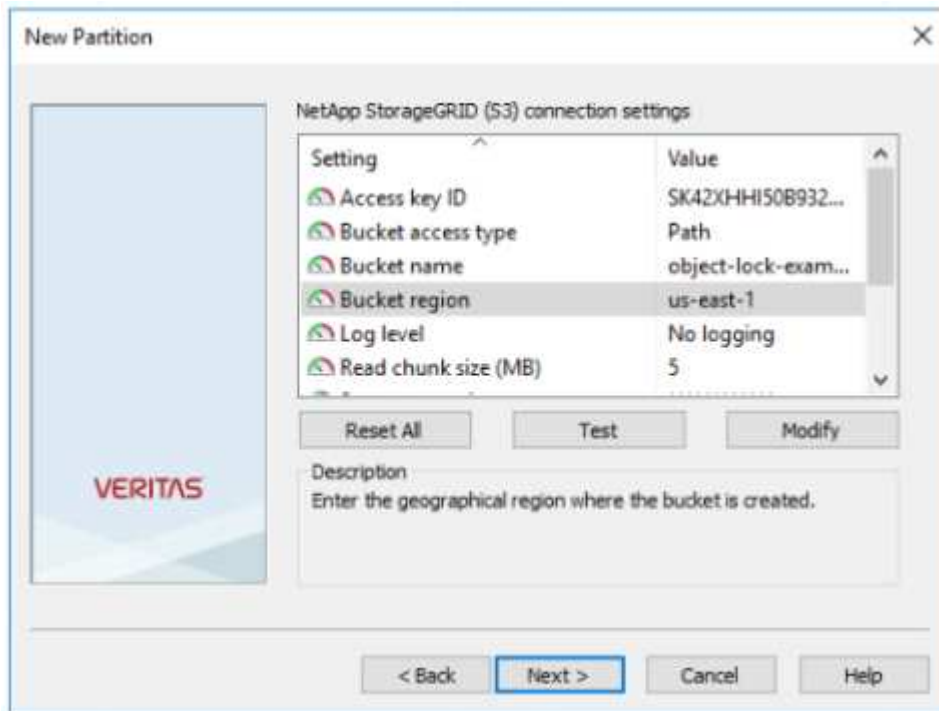 New Partition
NetApp StorageGRID (S3) connection settings
Setting Value
Access key ID SK42XHHI50B932...
Bucket access type Path
Bucket name object-lock-exam...
Bucket region us-east-1
Log level No logging
Read chunk size (MB) 5
Reset All Test Modify
VERITAS
Description
Enter the geographical region where the bucket is created.
< Back Next > Cancel Help